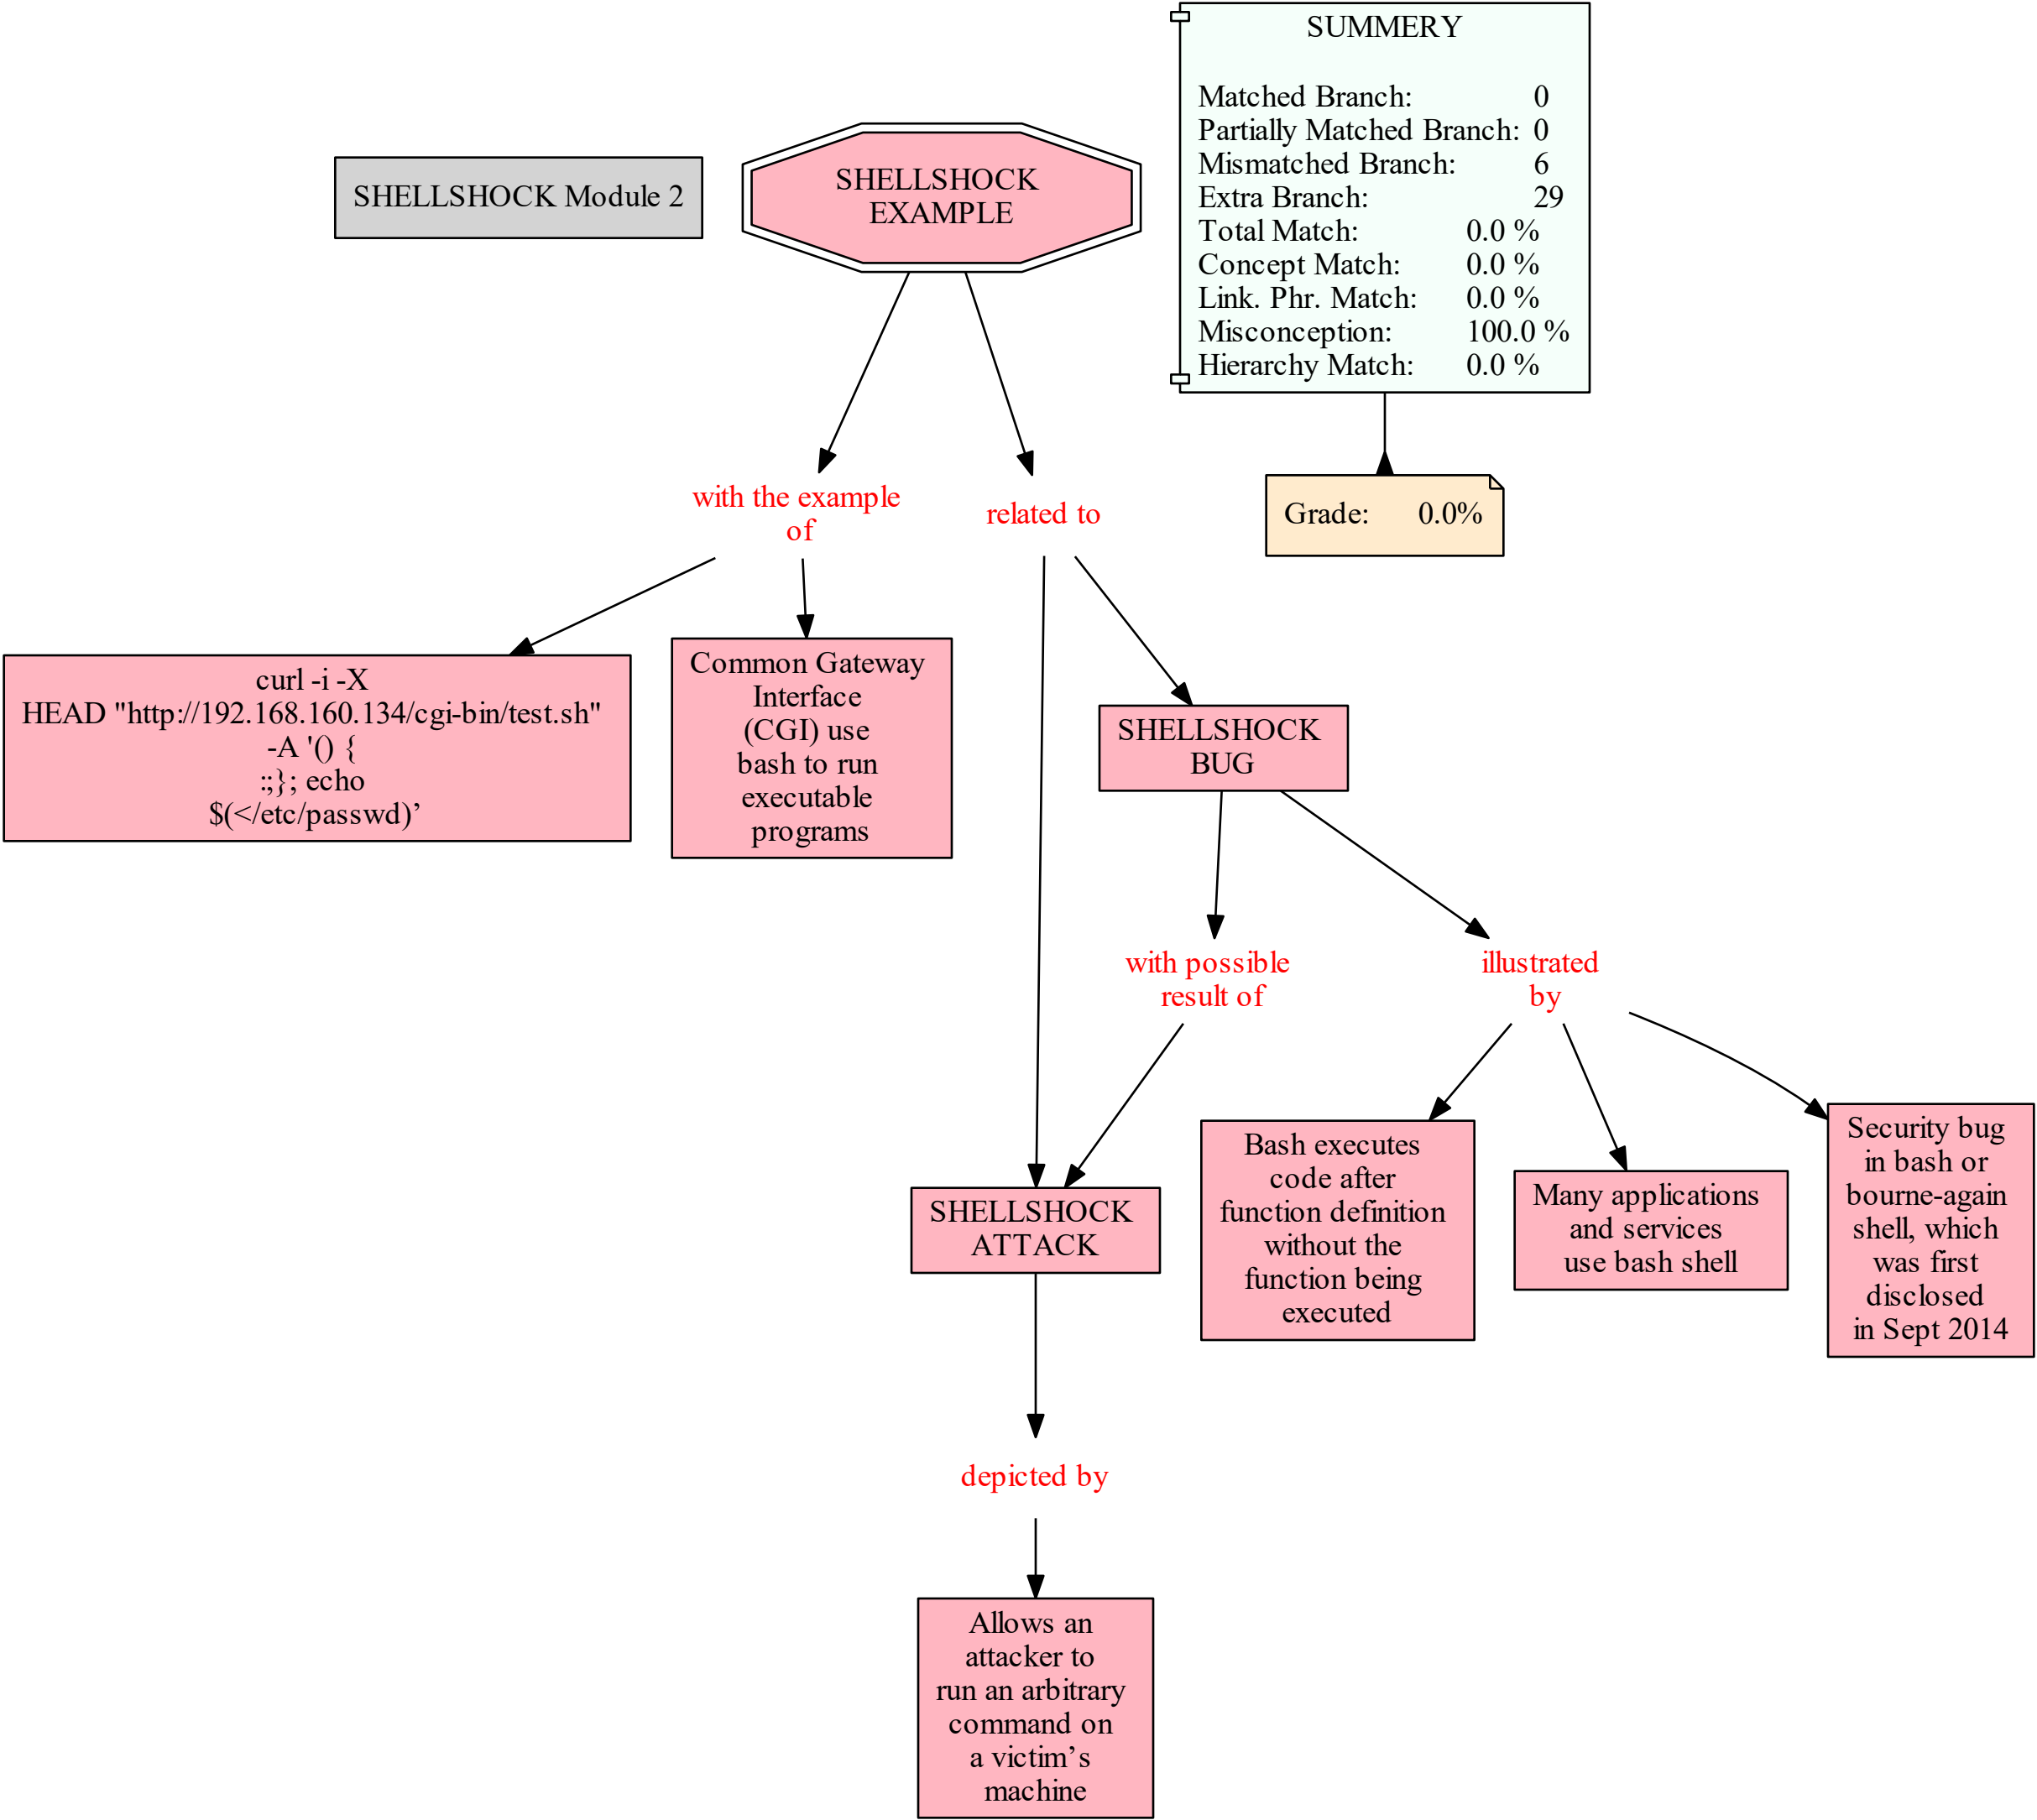 SHELLSHOCK Module 2
SHELLSHOCK
EXAMPLE
SUMMERY
Matched Branch: 0
Partially Matched Branch: 0
Mismatched Branch: 6
Extra Branch: 29
Total Match: 0.0 %
Concept Match: 0.0 %
Link. Phr. Match: 0.0 %
Misconception: 100.0 %
Hierarchy Match: 0.0 %
Grade: 0.0%
with the example
of
related to
curl -i -X
HEAD "http://192.168.160.134/cgi-bin/test.sh"
-A '() {
:;}; echo
$(</etc/passwd)’
Common Gateway
Interface
(CGI) use
bash to run
executable
programs
SHELLSHOCK
BUG
with possible
result of
illustrated
by
SHELLSHOCK
ATTACK
Bash executes
code after
function definition
without the
function being
executed
Many applications
and services
use bash shell
Security bug
in bash or
bourne-again
shell, which
was first
disclosed
in Sept 2014
depicted by
Allows an
attacker to
run an arbitrary
command on
a victim’s
machine